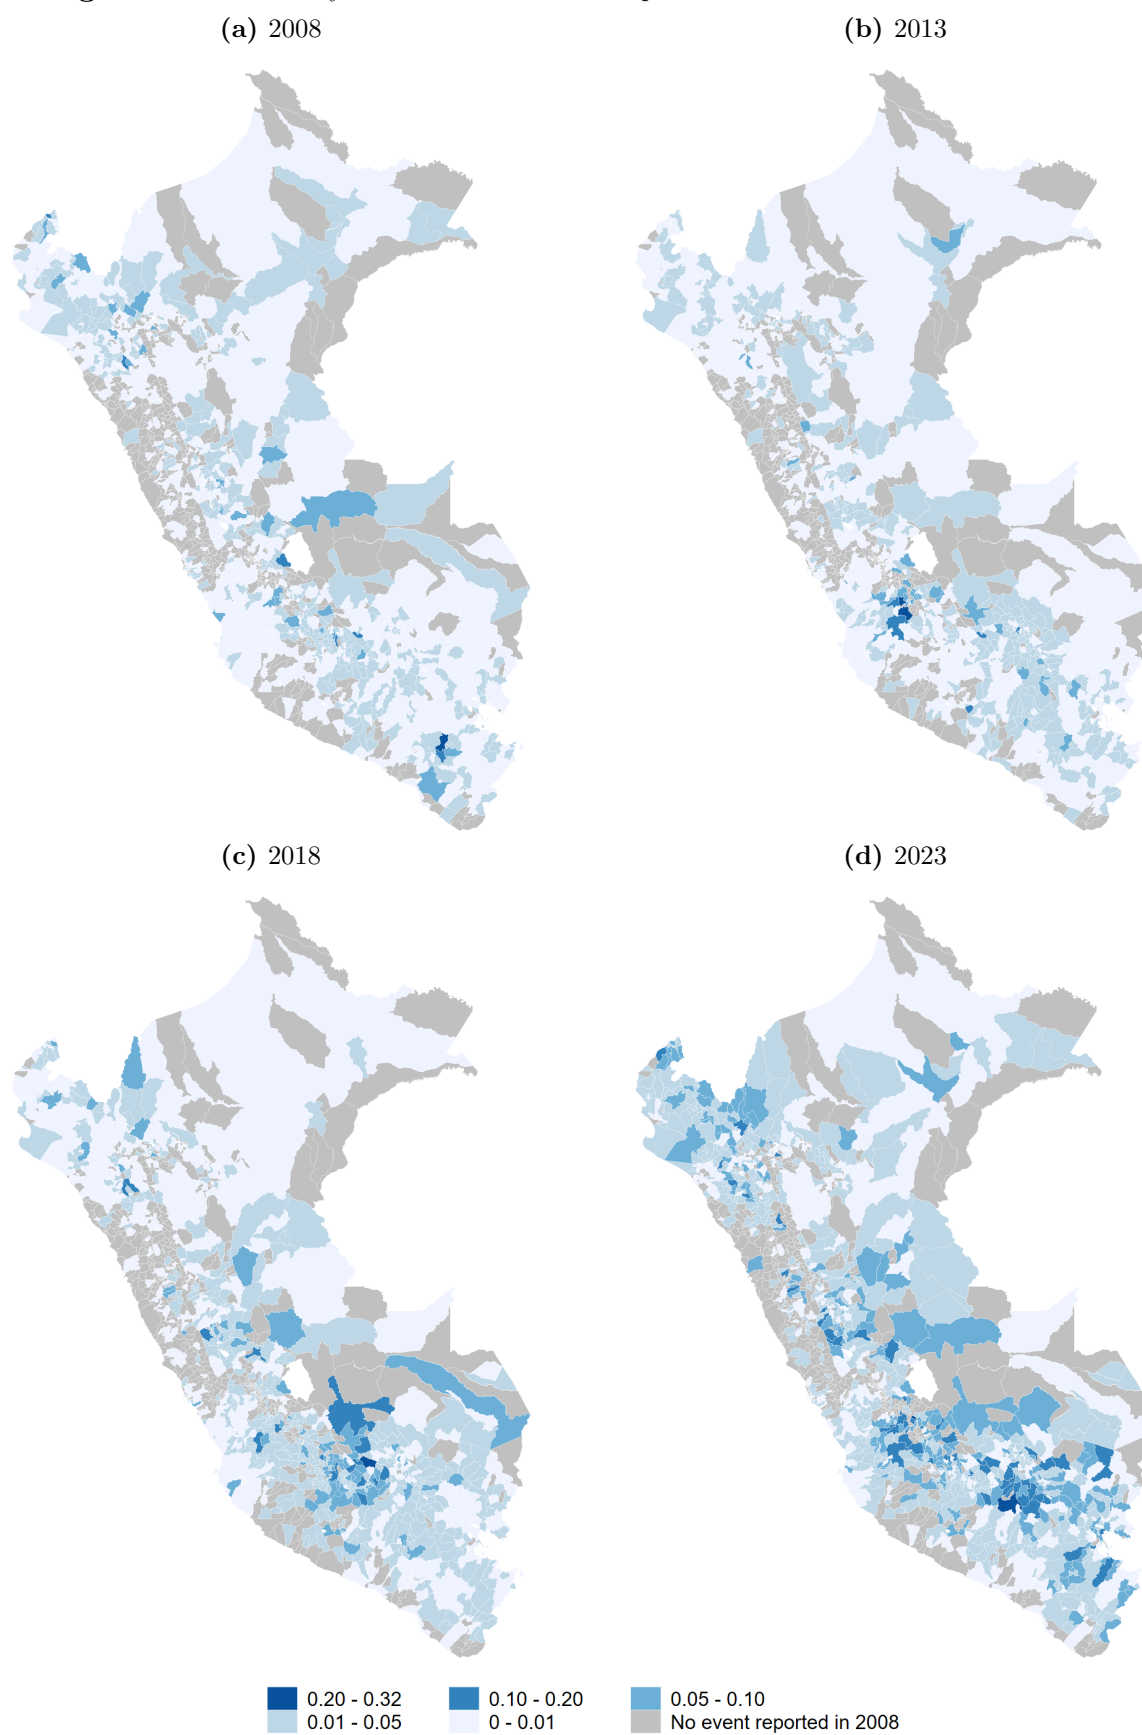 (a) 2008
(b) 2013
(c) 2018
(d) 2023
0.20 - 0.32
0.10 - 0.20
0.05 - 0.10
0.01 - 0.05
0 - 0.01
No event reported in 2008